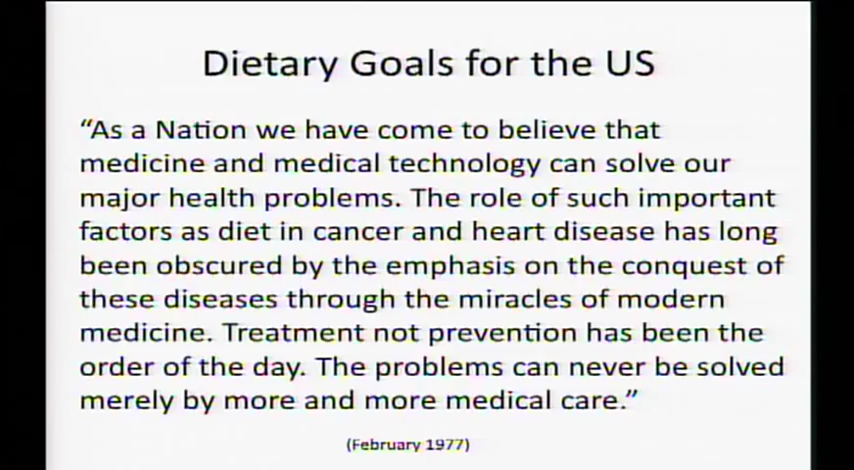 Dietary Goals for the US
“As a Nation we have come to believe that
medicine and medical technology can solve our
major health problems. The role of such important
factors as diet in cancer and heart disease has long
been obscured by the emphasis on the conquest of
these diseases through the miracles of modern
medicine. Treatment not prevention has been the
order of the day. The problems can never be solved
merely by more and more medical care.”
(February 1977)